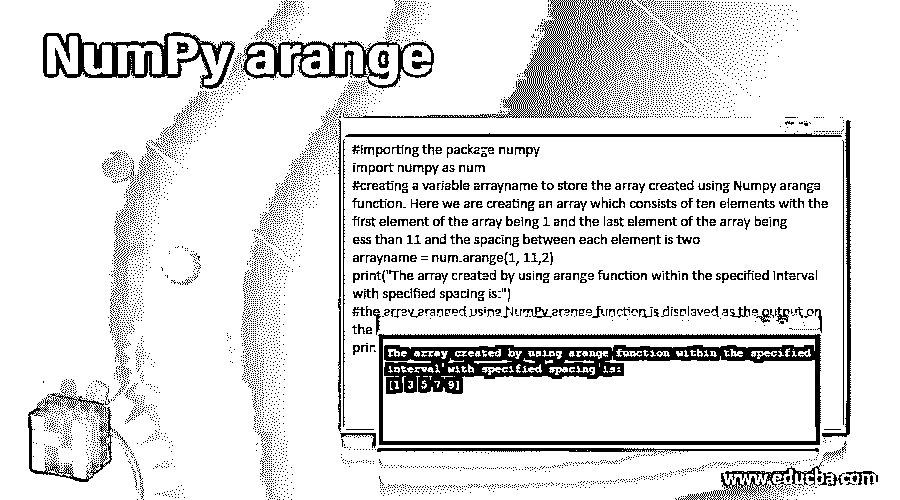 NumPy arange
#importing the package numpy
import numpy as num
#creating a variable arrayname to store the array created using Numpy aranga
function. Here we are creating an array which consists of ten elements with the
first element of the array being 1 and the last element of the array being
ess than 11 and the spacing between each element is two
arrayname = num.arange(1, 11,2)
print("The array created by using arange function within the specified interval
with specified spacing is:")
#the array aranged using NumPy arange function is displayed as the output on
the
prir
The array created by using arange function within the specified
interval with specified spacing is:
[1 3 5 7 9]
www.educba.com